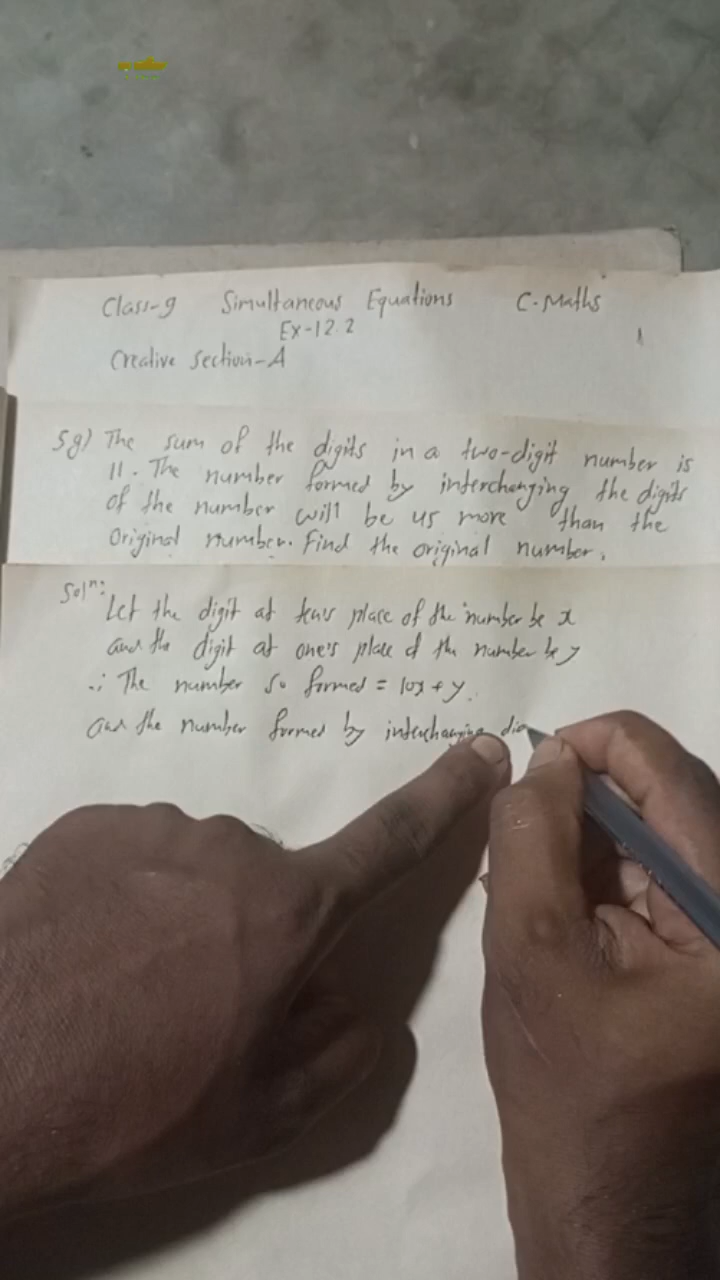 Class-9 Simultaneous Equations C-Maths
Ex-12.2
Creative Section-A
5g) The sum of the digits in a two-digit number is
11. The number formed by interchanging the digits
of the number will be 45 more than the
Original number. Find the original number.
Solⁿ:
Let the digit at tens place of the number be x
and the digit at one's place of the number be y
∴ The number so formed = 10x + y.
and the number formed by interchanging dig